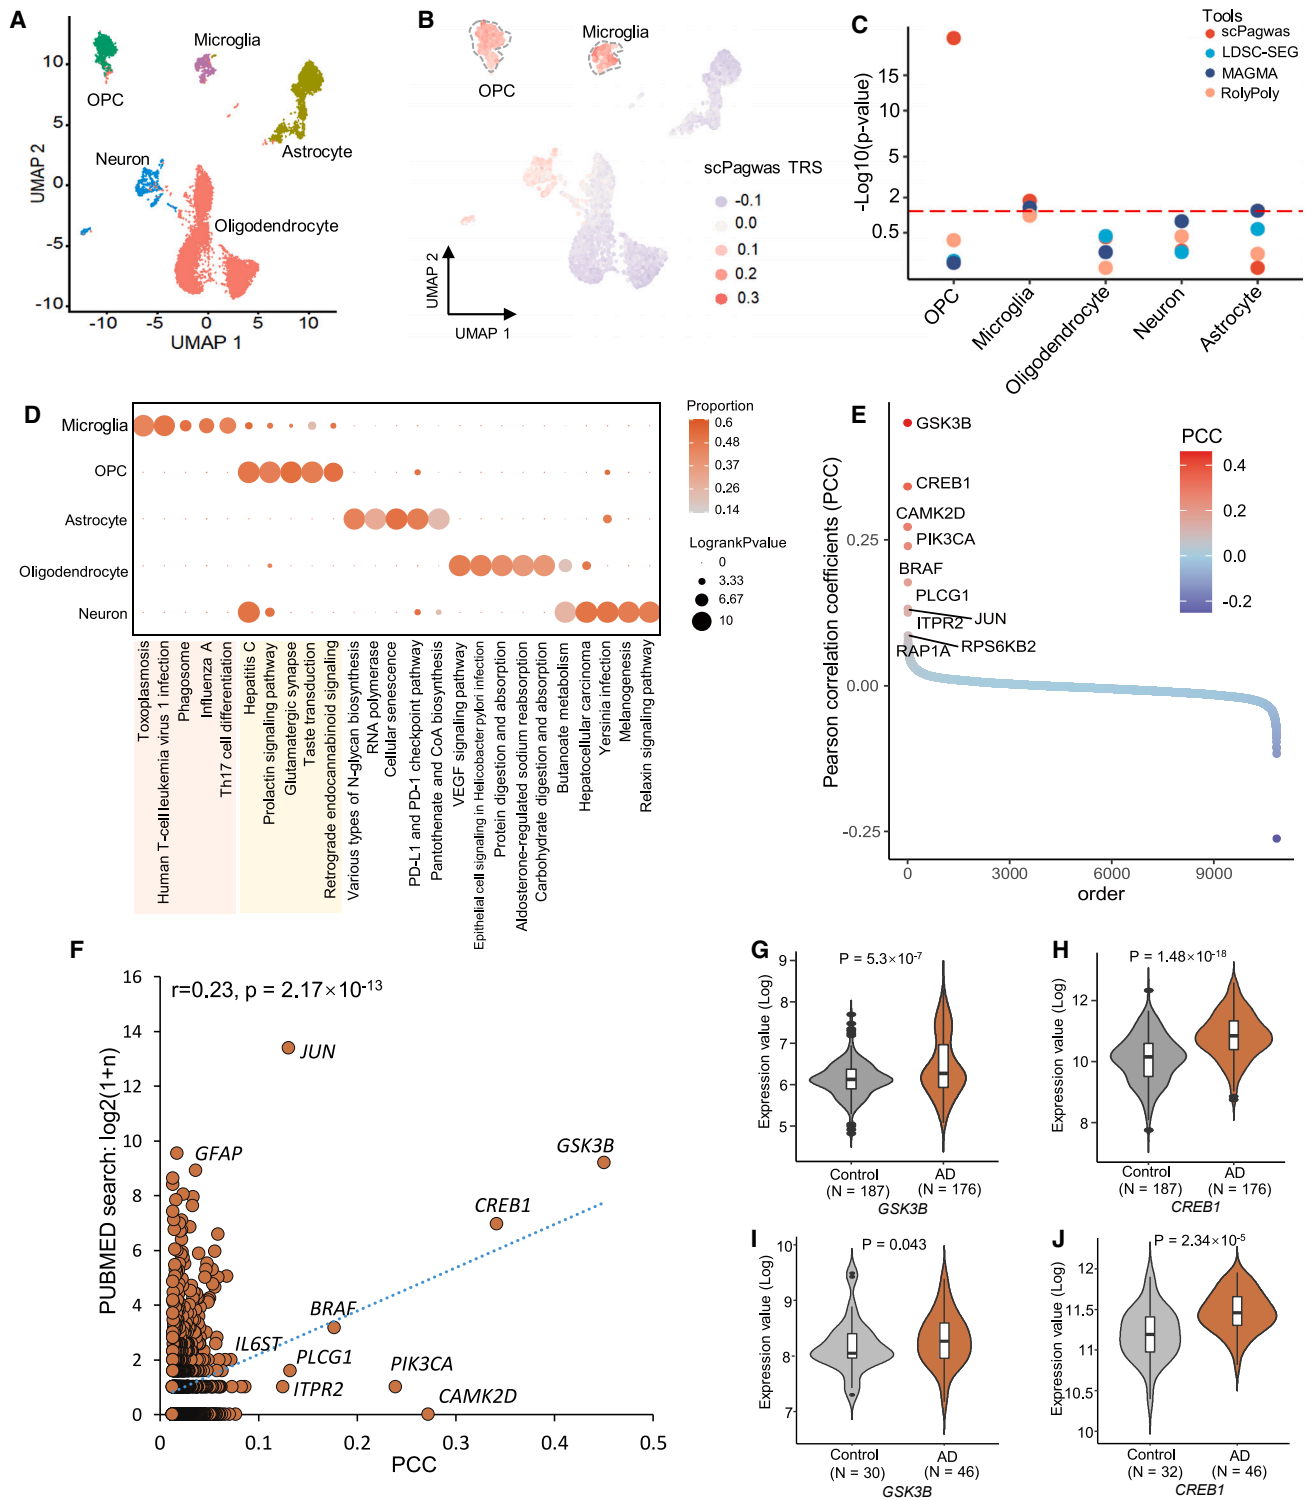 A
10
5
0
-5
-10
UMAP 2
-10
-5
0
5
10
UMAP 1
OPC
Microglia
Astrocyte
Neuron
Oligodendrocyte
B
OPC
Microglia
UMAP 2
UMAP 1
scPagwas TRS
-0.1
0.0
0.1
0.2
0.3
C
Tools
scPagwas
LDSC-SEG
MAGMA
RolyPoly
-Log10(p-value)
15
10
5
2
0.5
OPC
Microglia
Oligodendrocyte
Neuron
Astrocyte
D
Microglia
OPC
Astrocyte
Oligodendrocyte
Neuron
Toxoplasmosis
Human T-cell leukemia virus 1 infection
Phagosome
Influenza A
Th17 cell differentiation
Hepatitis C
Prolactin signaling pathway
Glutamatergic synapse
Taste transduction
Retrograde endocannabinoid signaling
Various types of N-glycan biosynthesis
RNA polymerase
Cellular senescence
PD-L1 and PD-1 checkpoint pathway
Pantothenate and CoA biosynthesis
VEGF signaling pathway
Epithelial cell signaling in Helicobacter pylori infection
Protein digestion and absorption
Aldosterone-regulated sodium reabsorption
Carbohydrate digestion and absorption
Butanoate metabolism
Hepatocellular carcinoma
Yersinia infection
Melanogenesis
Relaxin signaling pathway
Proportion
0.6
0.48
0.37
0.26
0.14
LogrankPvalue
0
3.33
6.67
10
E
Pearson correlation coefficients (PCC)
0.25
0.00
-0.25
0
3000
6000
9000
order
GSK3B
CREB1
CAMK2D
PIK3CA
BRAF
PLCG1
ITPR2
JUN
RAP1A
RPS6KB2
PCC
0.4
0.2
0.0
-0.2
F
r=0.23, p = 2.17×10-13
PUBMED search: log2(1+n)
16
14
12
10
8
6
4
2
0
0
0.1
0.2
0.3
0.4
0.5
PCC
JUN
GFAP
GSK3B
CREB1
BRAF
IL6ST
PLCG1
PIK3CA
ITPR2
CAMK2D
G
P = 5.3×10-7
Expression value (Log)
9
8
7
6
5
Control
(N = 187)
AD
(N = 176)
GSK3B
H
P = 1.48×10-18
Expression value (Log)
12
10
8
Control
(N = 187)
AD
(N = 176)
CREB1
I
P = 0.043
Expression value (Log)
10
9
8
7
Control
(N = 30)
AD
(N = 46)
GSK3B
J
P = 2.34×10-5
Expression value (Log)
12
11.5
11.0
10.5
10
Control
(N = 32)
AD
(N = 46)
CREB1